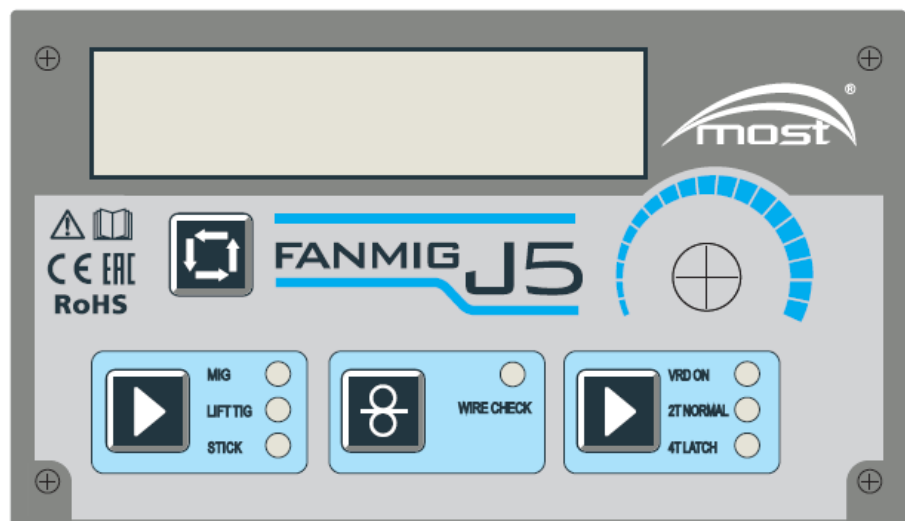 most®
FANMIG J5
CE EAC
RoHS
MIG
LIFT TIG
STICK
WIRE CHECK
VRD ON
2T NORMAL
4T LATCH